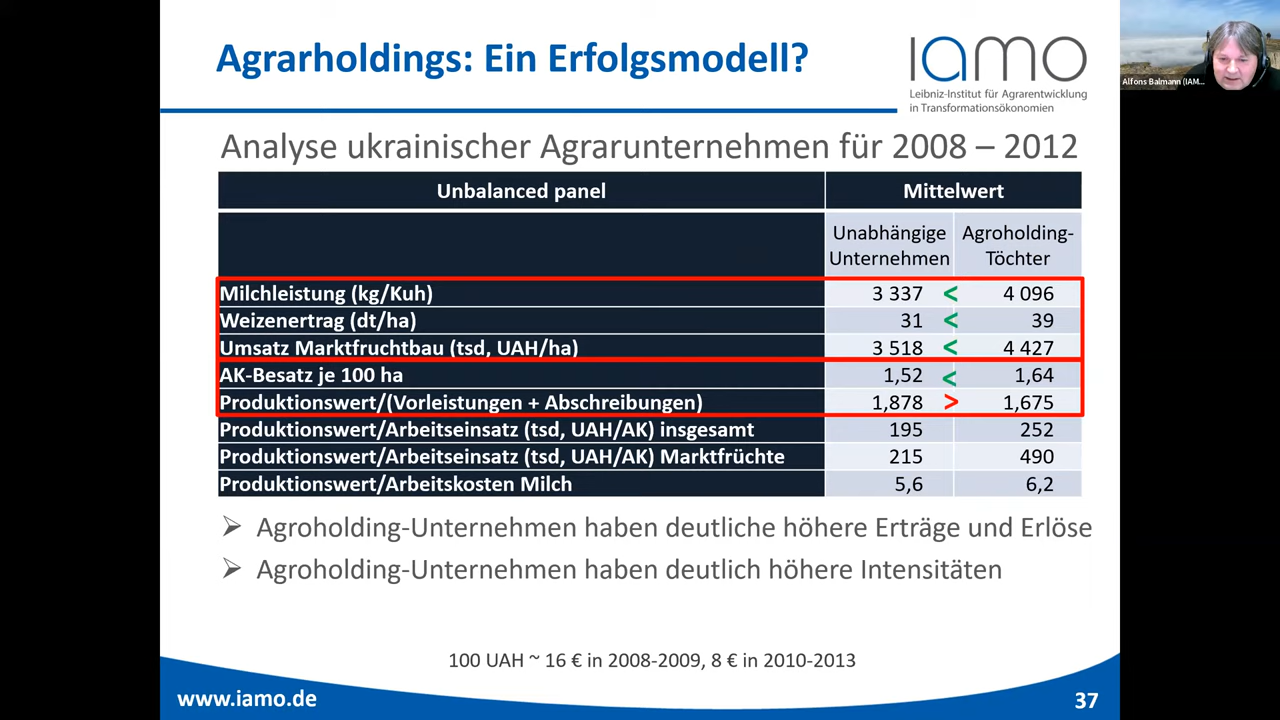 Agrarholdings: Ein Erfolgsmodell?
iamo
Leibniz-Institut für Agrarentwicklung
in Transformationsökonomien
Alfons Balmann (IAM...
Analyse ukrainischer Agrarunternehmen für 2008 – 2012
Unbalanced panel Mittelwert
Unabhängige Unternehmen Agroholding-Töchter
Milchleistung (kg/Kuh) 3 337 < 4 096
Weizenertrag (dt/ha) 31 < 39
Umsatz Marktfruchtbau (tsd, UAH/ha) 3 518 < 4 427
AK-Besatz je 100 ha 1,52 < 1,64
Produktionswert/(Vorleistungen + Abschreibungen) 1,878 > 1,675
Produktionswert/Arbeitseinsatz (tsd, UAH/AK) insgesamt 195 252
Produktionswert/Arbeitseinsatz (tsd, UAH/AK) Marktfrüchte 215 490
Produktionswert/Arbeitskosten Milch 5,6 6,2
➢ Agroholding-Unternehmen haben deutliche höhere Erträge und Erlöse
➢ Agroholding-Unternehmen haben deutlich höhere Intensitäten
100 UAH ~ 16 € in 2008-2009, 8 € in 2010-2013
www.iamo.de 37